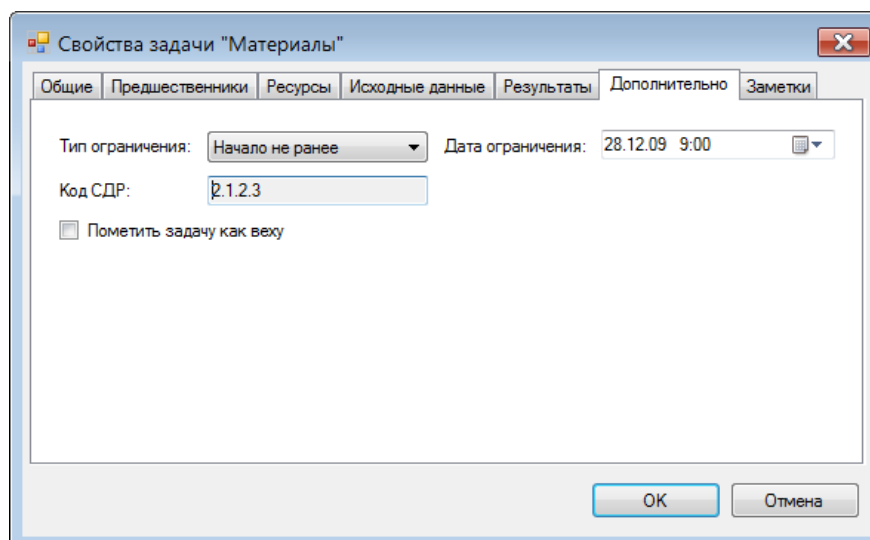 Свойства задачи "Материалы"
Общие Предшественники Ресурсы Исходные данные Результаты Дополнительно Заметки
Тип ограничения: Начало не ранее Дата ограничения: 28.12.09 9:00
Код СДР: 2.1.2.3
Пометить задачу как веху
OK Отмена